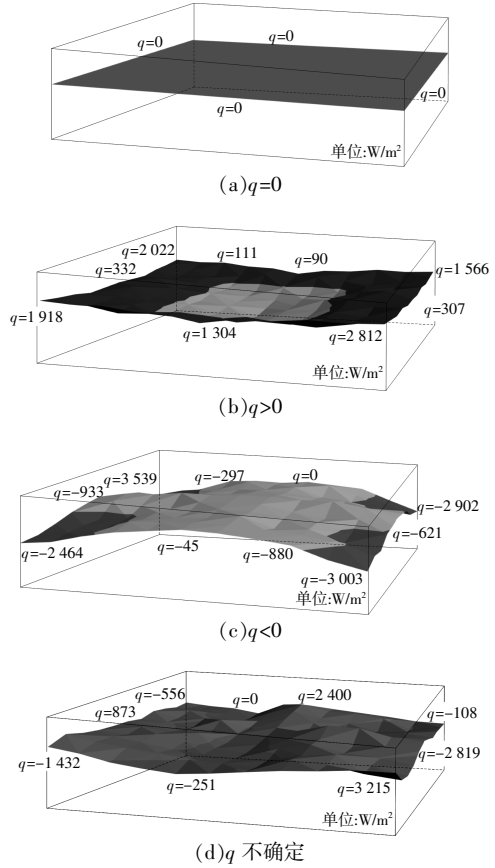 q=0
q=0
q=0
q=0
单位:W/m²
(a)q=0
q=2 022
q=111
q=90
q=332
q=1 566
q=1 918
q=307
q=1 304
q=2 812
单位:W/m²
(b)q>0
q=3 539
q=-297
q=0
q=-933
q=-2 902
q=-621
q=-2 464
q=-45
q=-880
q=-3 003
单位:W/m²
(c)q<0
q=-556
q=0
q=2 400
q=873
q=-108
q=-2 819
q=-1 432
q=-251
q=3 215
单位:W/m²
(d)q 不确定